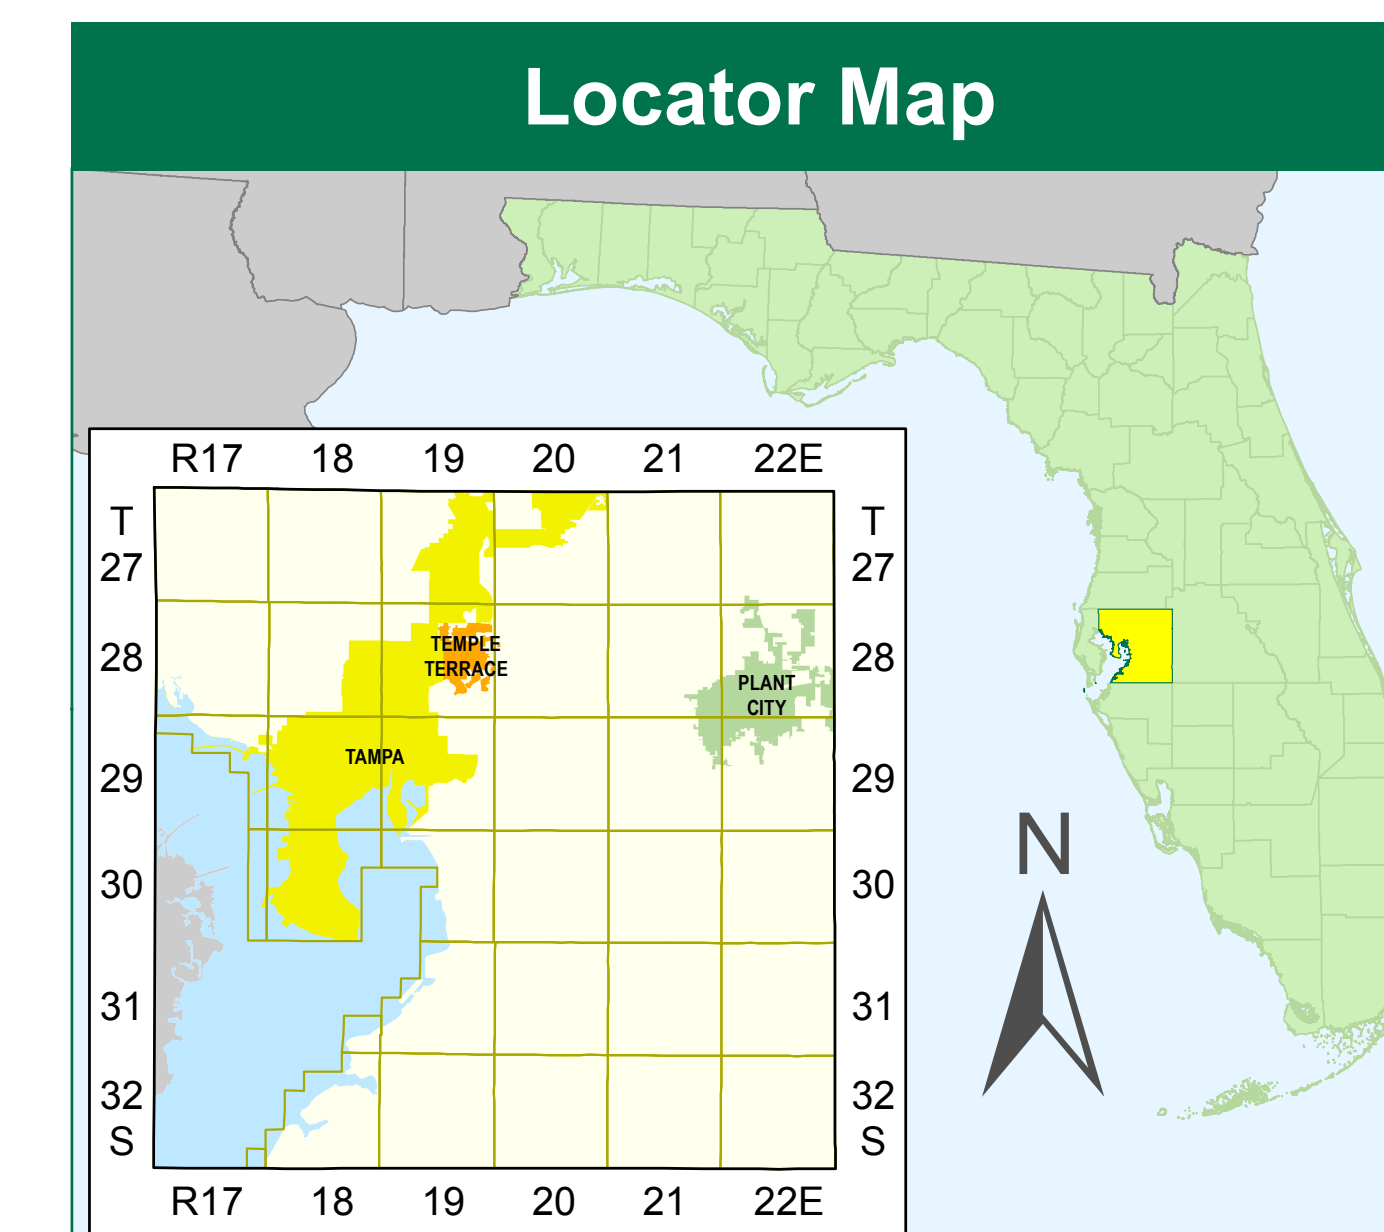 Locator Map
R17 18 19 20 21 22E
T T
27 27
TEMPLE
TERRACE
28 28
PLANT
CITY
TAMPA
29 29
N
30 30
31 31
32 32
S S
R17 18 19 20 21 22E